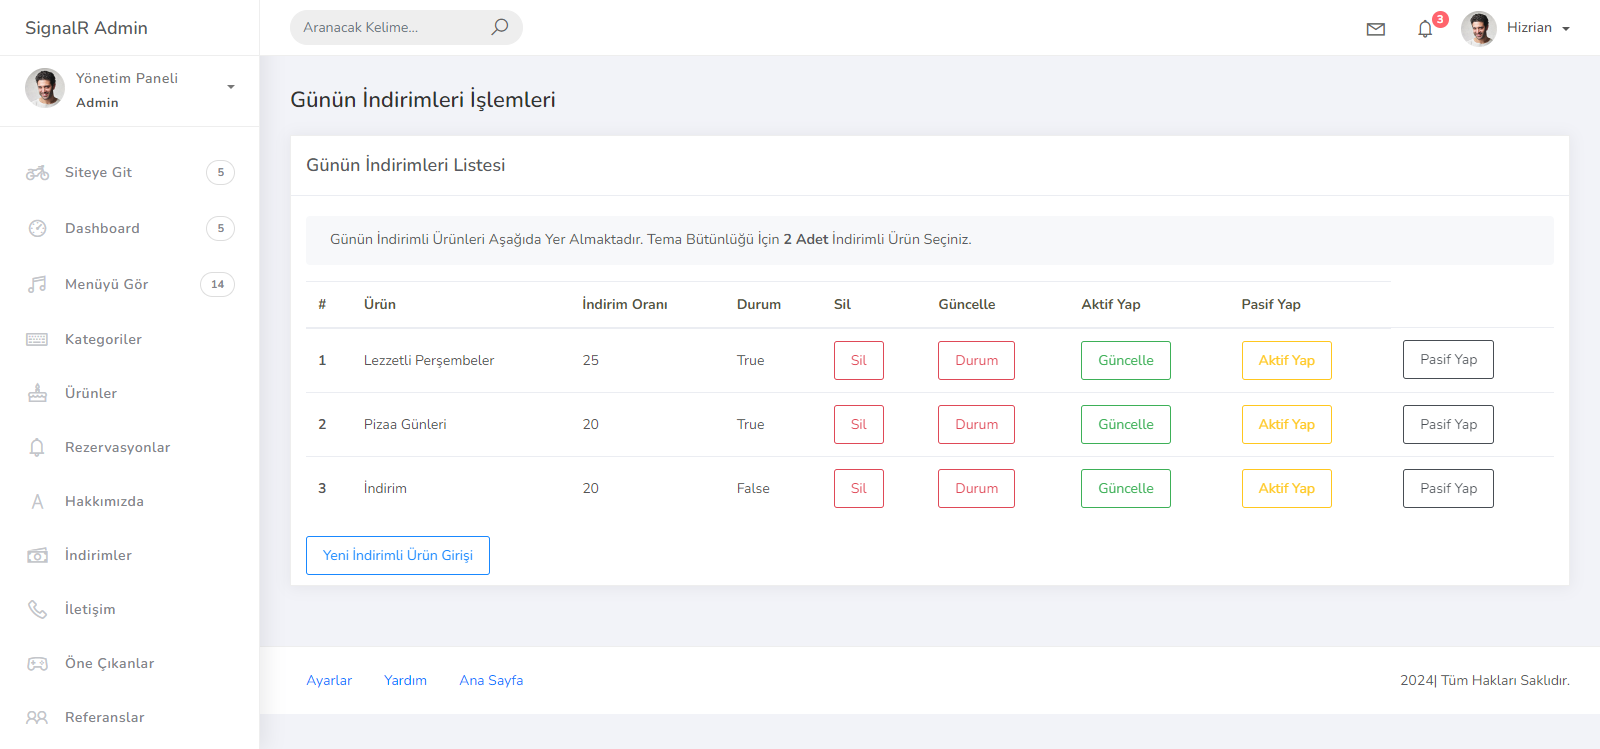 SignalR Admin
Aranacak Kelime...
3
Hizrian
Yönetim Paneli
Admin
Siteye Git 5
Dashboard 5
Menüyü Gör 14
Kategoriler
Ürünler
Rezervasyonlar
Hakkımızda
İndirimler
İletişim
Öne Çıkanlar
Referanslar
Günün İndirimleri İşlemleri
Günün İndirimleri Listesi
Günün İndirimli Ürünleri Aşağıda Yer Almaktadır. Tema Bütünlüğü İçin 2 Adet İndirimli Ürün Seçiniz.
# Ürün İndirim Oranı Durum Sil Güncelle Aktif Yap Pasif Yap
1 Lezzetli Perşembeler 25 True Sil Durum Güncelle Aktif Yap Pasif Yap
2 Pizaa Günleri 20 True Sil Durum Güncelle Aktif Yap Pasif Yap
3 İndirim 20 False Sil Durum Güncelle Aktif Yap Pasif Yap
Yeni İndirimli Ürün Girişi
Ayarlar Yardım Ana Sayfa
2024| Tüm Hakları Saklıdır.